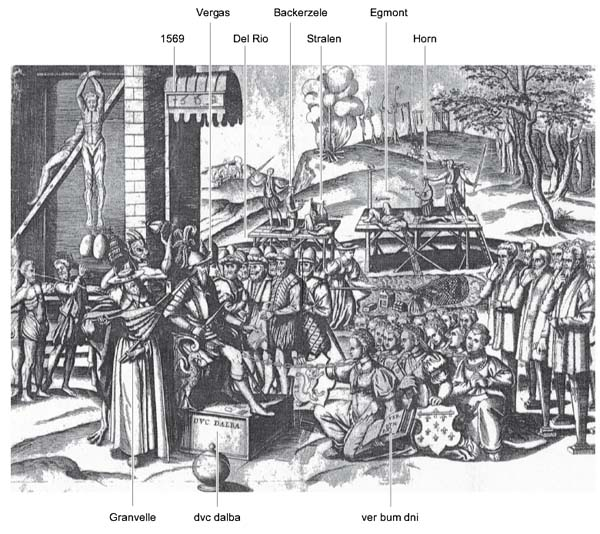 Vergas Backerzele Egmont
1569 Del Rio Stralen Horn
DVC DALBA
Granvelle dvc dalba ver bum dni